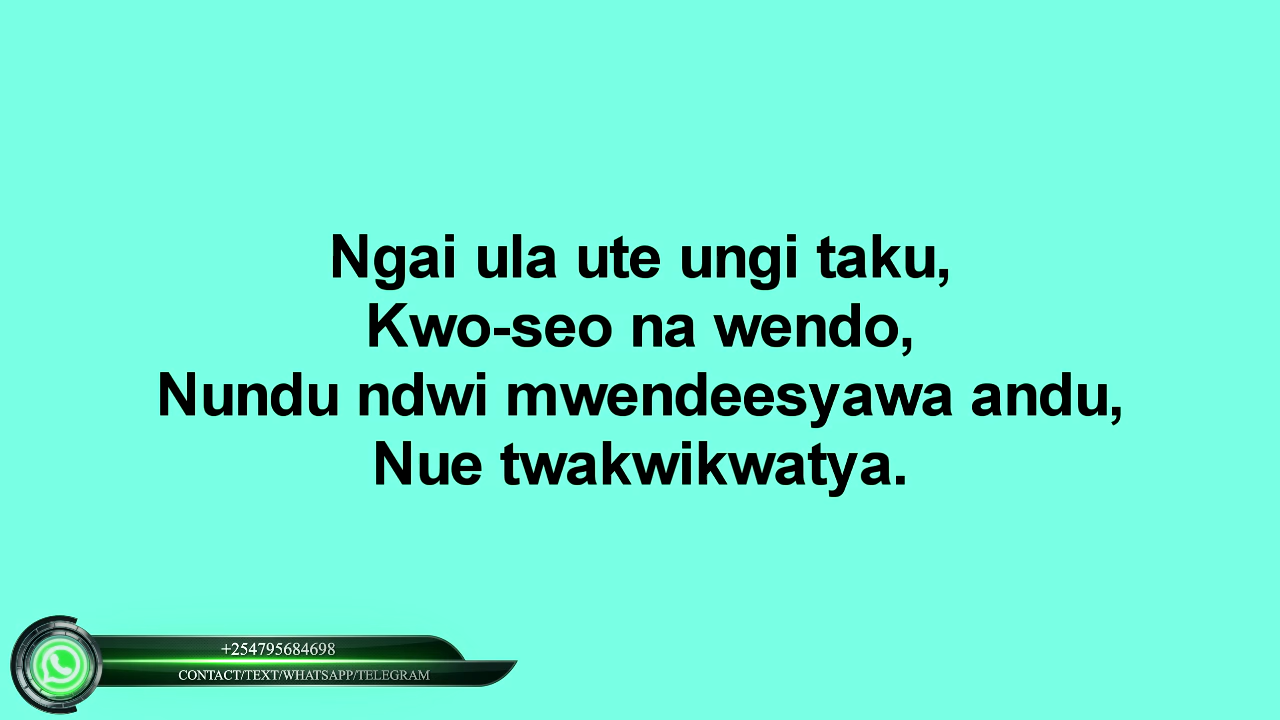 Ngai ula ute ungi taku,
Kwo-seo na wendo,
Nundu ndwi mwendeesyawa andu,
Nue twakwikwatya.
+254795684698
CONTACT/TEXT/WHATSAPP/TELEGRAM